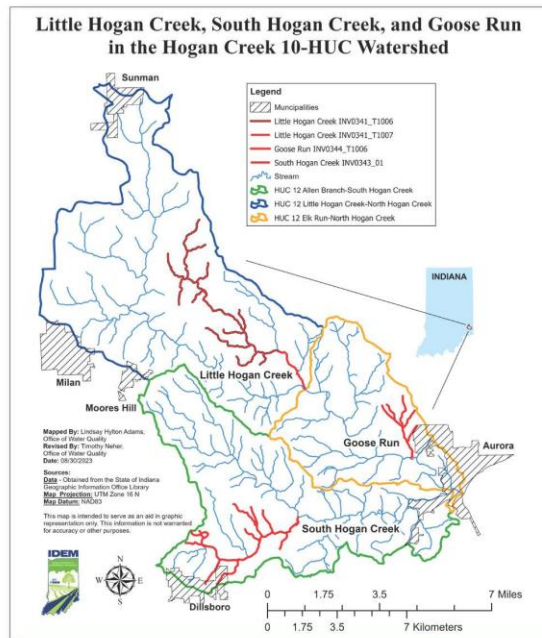 Little Hogan Creek, South Hogan Creek, and Goose Run
in the Hogan Creek 10-HUC Watershed
Sunman
Legend
Muncipalities
Little Hogan Creek INV0341_T1006
Little Hogan Creek INV0341_T1007
Goose Run INV0344_T1006
South Hogan Creek INV0343_01
Stream
HUC 12 Allen Branch-South Hogan Creek
HUC 12 Little Hogan Creek-North Hogan Creek
HUC 12 Elk Run-North Hogan Creek
INDIANA
Milan
Moores Hill
Little Hogan Creek
Goose Run
Aurora
South Hogan Creek
Dillsboro
Mapped By: Lindsay Hylton Adams,
Office of Water Quality
Revised By: Timothy Neher,
Office of Water Quality
Date: 08/30/2023
Sources:
Data - Obtained from the State of Indiana
Geographic Information Office Library
Map Projection: UTM Zone 16 N
Map Datum: NAD83
This map is intended to serve as an aid in graphic
representation only. This information is not warranted
for accuracy or other purposes.
IDEM
N
W E
S
0 1.75 3.5 7 Miles
0 1.75 3.5 7 Kilometers